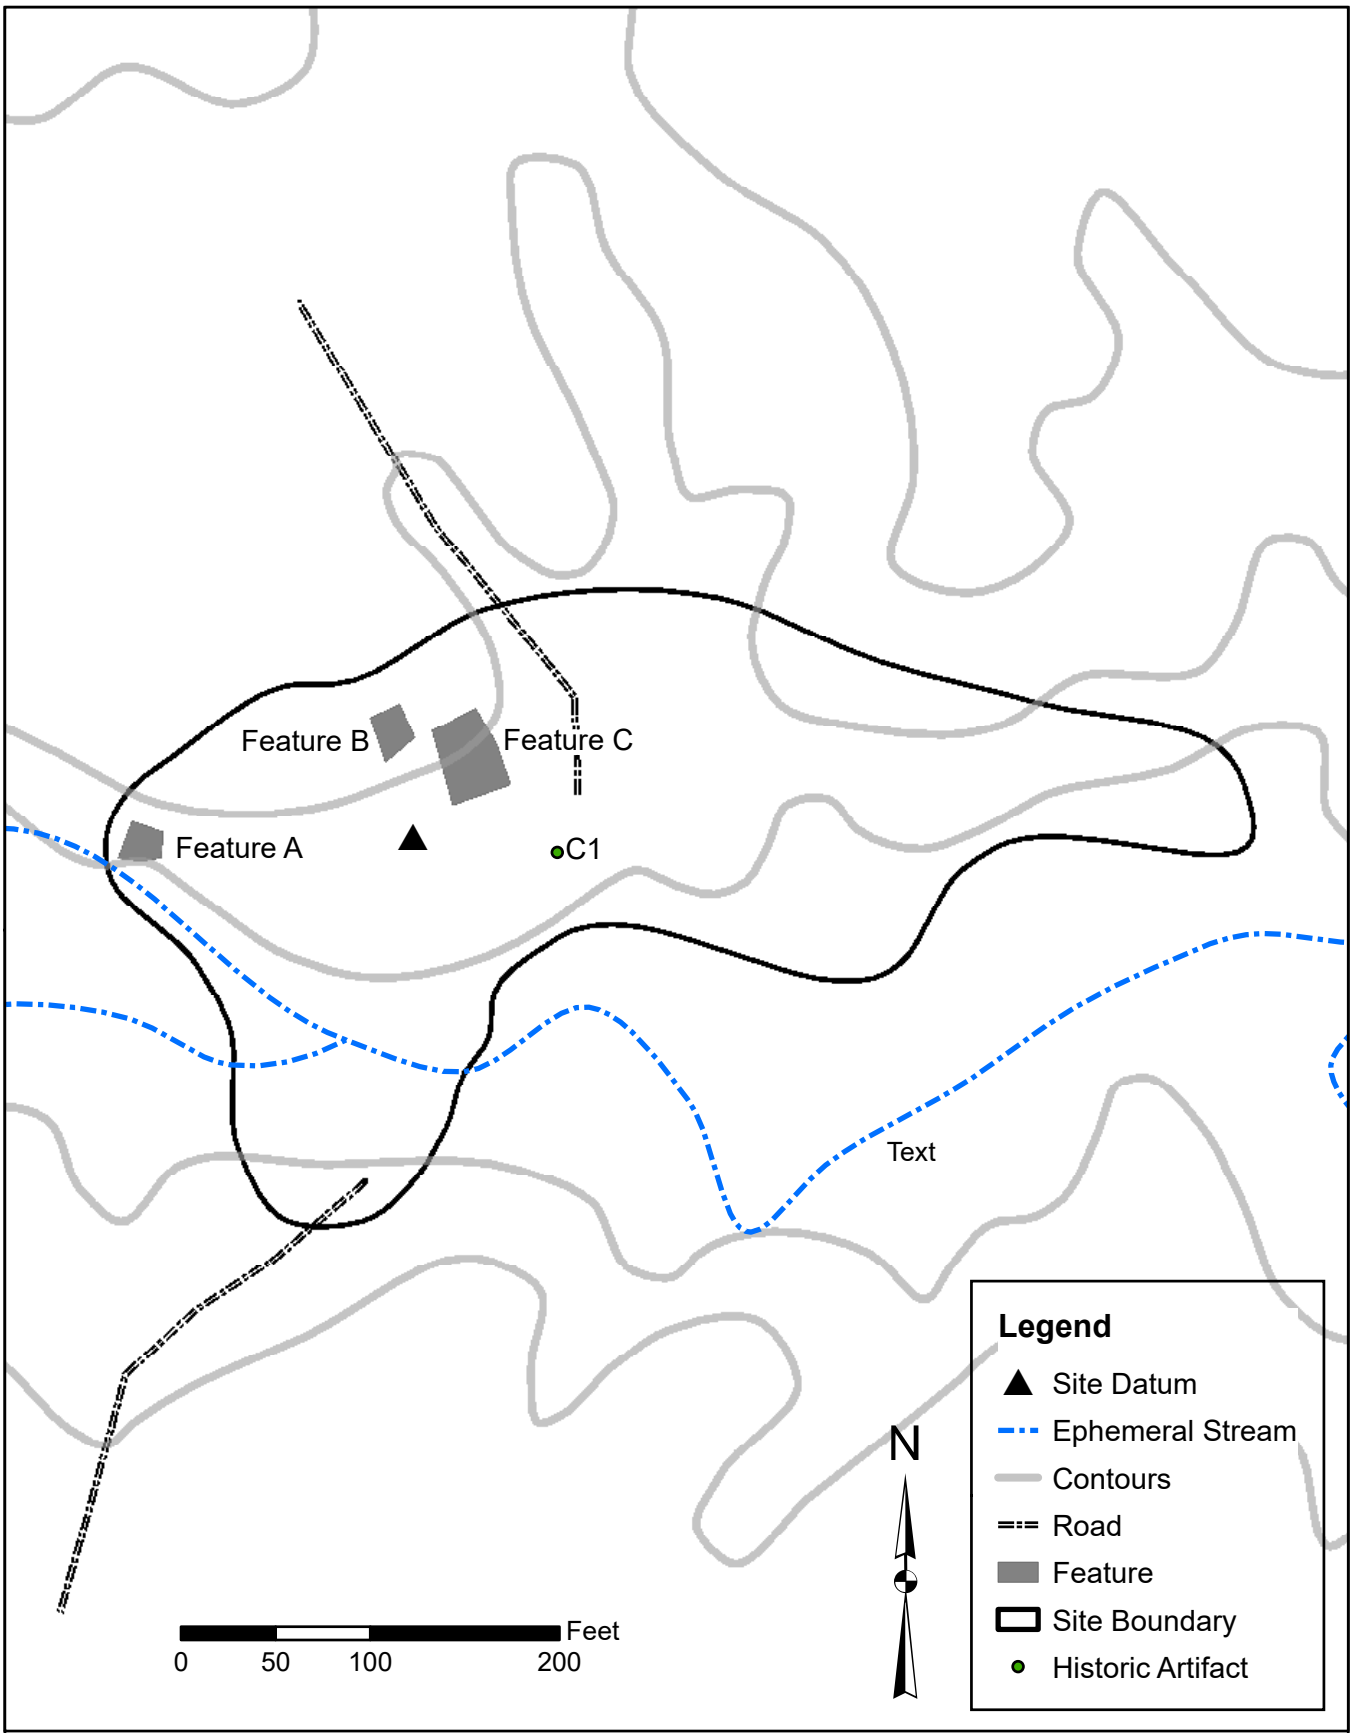 Feature B
Feature C
Feature A
C1
Text
Legend
Site Datum
Ephemeral Stream
Contours
Road
Feature
Site Boundary
Historic Artifact
N
Feet
0 50 100 200